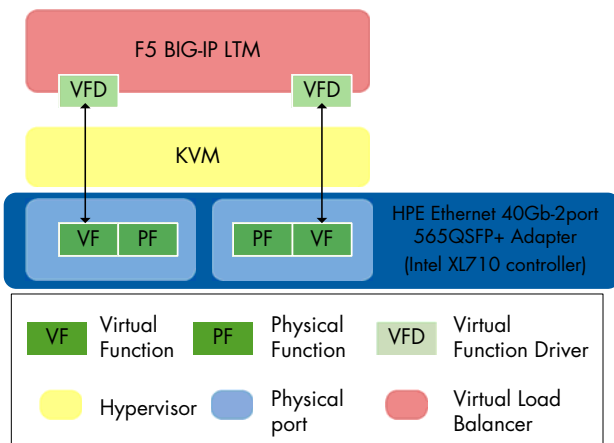 F5 BIG-IP LTM
VFD
VFD
KVM
VF
PF
PF
VF
HPE Ethernet 40Gb-2port
565QSFP+ Adapter
(Intel XL710 controller)
VF
Virtual
Function
PF
Physical
Function
VFD
Virtual
Function Driver
Hypervisor
Physical
port
Virtual Load
Balancer